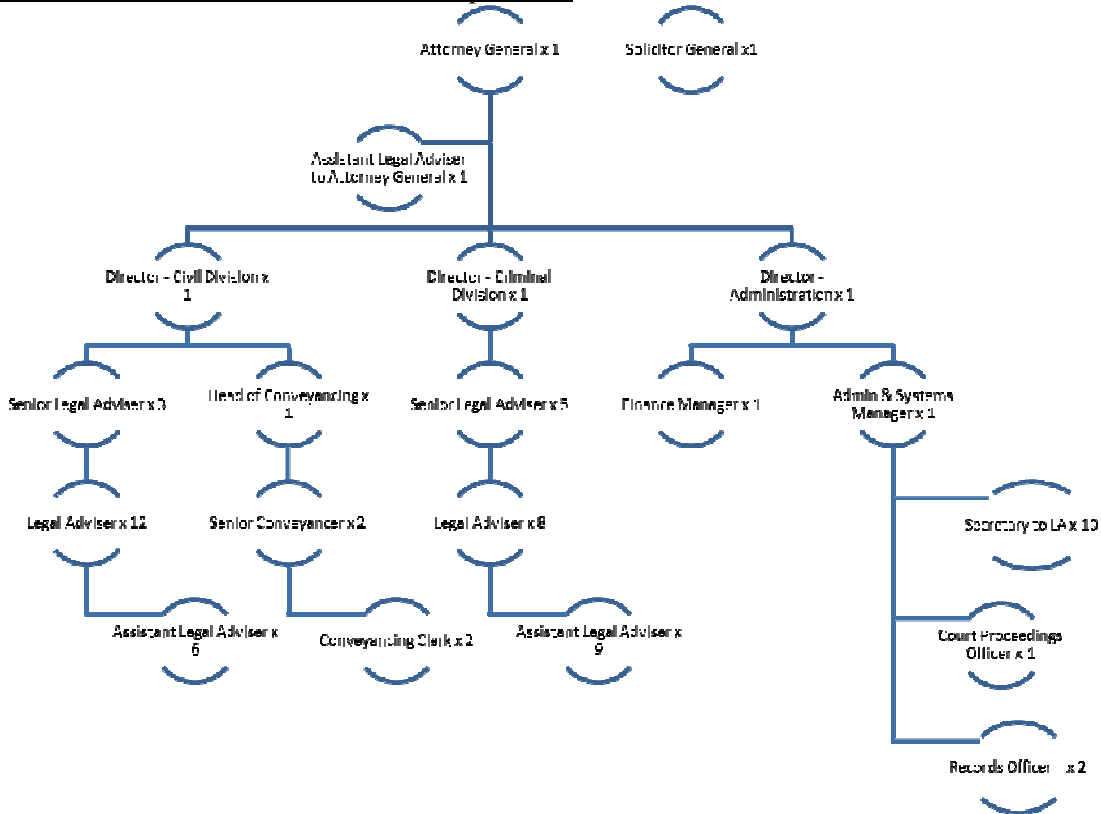 Attorney General x 1
Solicitor General x1
Assistant Legal Adviser
to Attorney General x 1
Director - Civil Division x
1
Director - Criminal
Division x 1
Director -
Administration x 1
Senior Legal Adviser x
Head of Conveyancing x
1
Senior Legal Adviser x 5
Finance Manager x 1
Admin & Systems
Manager x 1
Legal Adviser x 12
Senior Conveyancer x 2
Legal Adviser x 8
Secretary to LA x 10
Assistant Legal Adviser x
6
Conveyancing Clerk x 2
Assistant Legal Adviser x
9
Court Proceedings
Officer x 1
Records Officer x 2